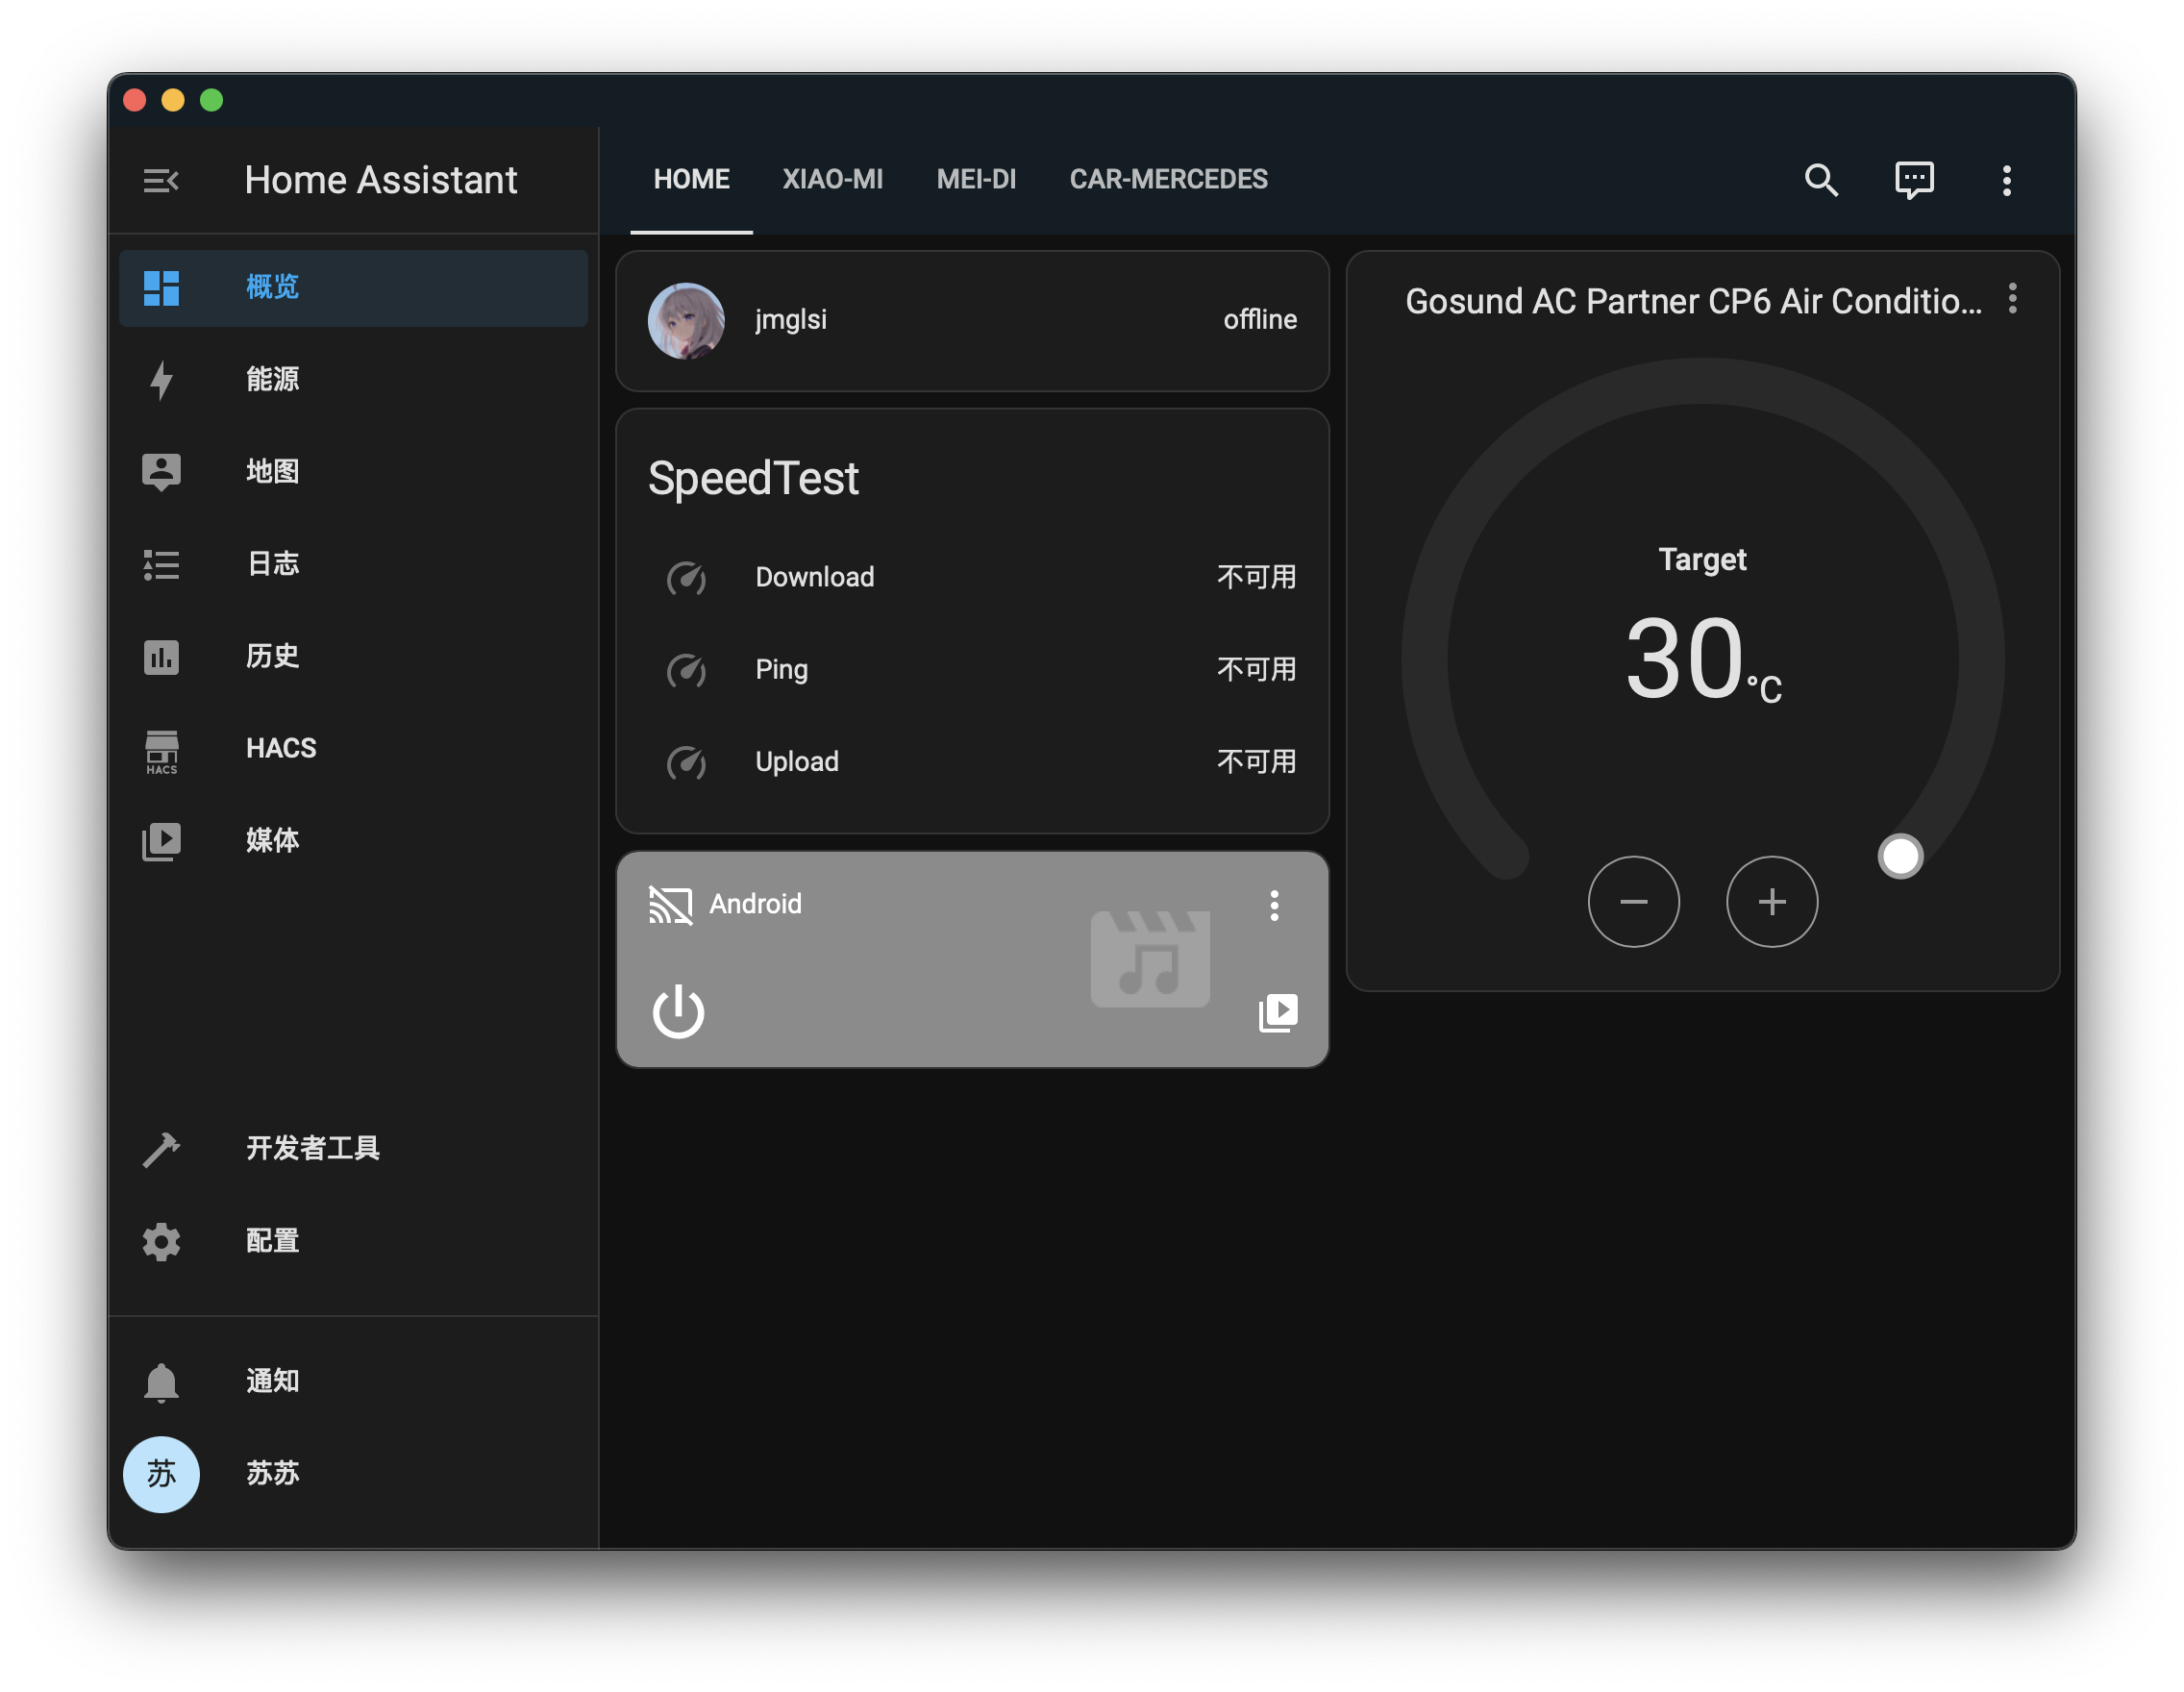 Home Assistant
HOME
XIAO-MI
MEI-DI
CAR-MERCEDES
概览
能源
地图
日志
历史
HACS
HACS
媒体
开发者工具
配置
通知
苏
苏苏
jmglsi
offline
SpeedTest
Download
不可用
Ping
不可用
Upload
不可用
Android
Gosund AC Partner CP6 Air Conditio...
Target
30°C